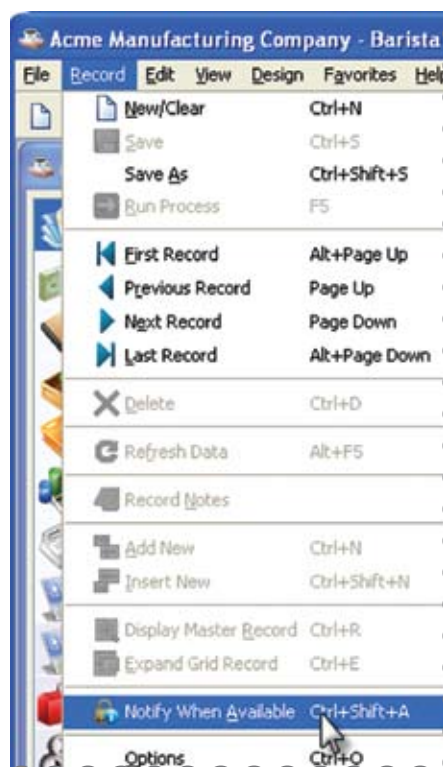 Acme Manufacturing Company - Barista
File Record Edit View Design Favorites Help
New/Clear Ctrl+N
Save Ctrl+S
Save As Ctrl+Shift+S
Run Process F5
First Record Alt+Page Up
Previous Record Page Up
Next Record Page Down
Last Record Alt+Page Down
Delete Ctrl+D
Refresh Data Alt+F5
Record Notes
Add New Ctrl+N
Insert New Ctrl+Shift+N
Display Master Record Ctrl+R
Expand Grid Record Ctrl+E
Notify When Available Ctrl+Shift+A
Options Ctrl+O